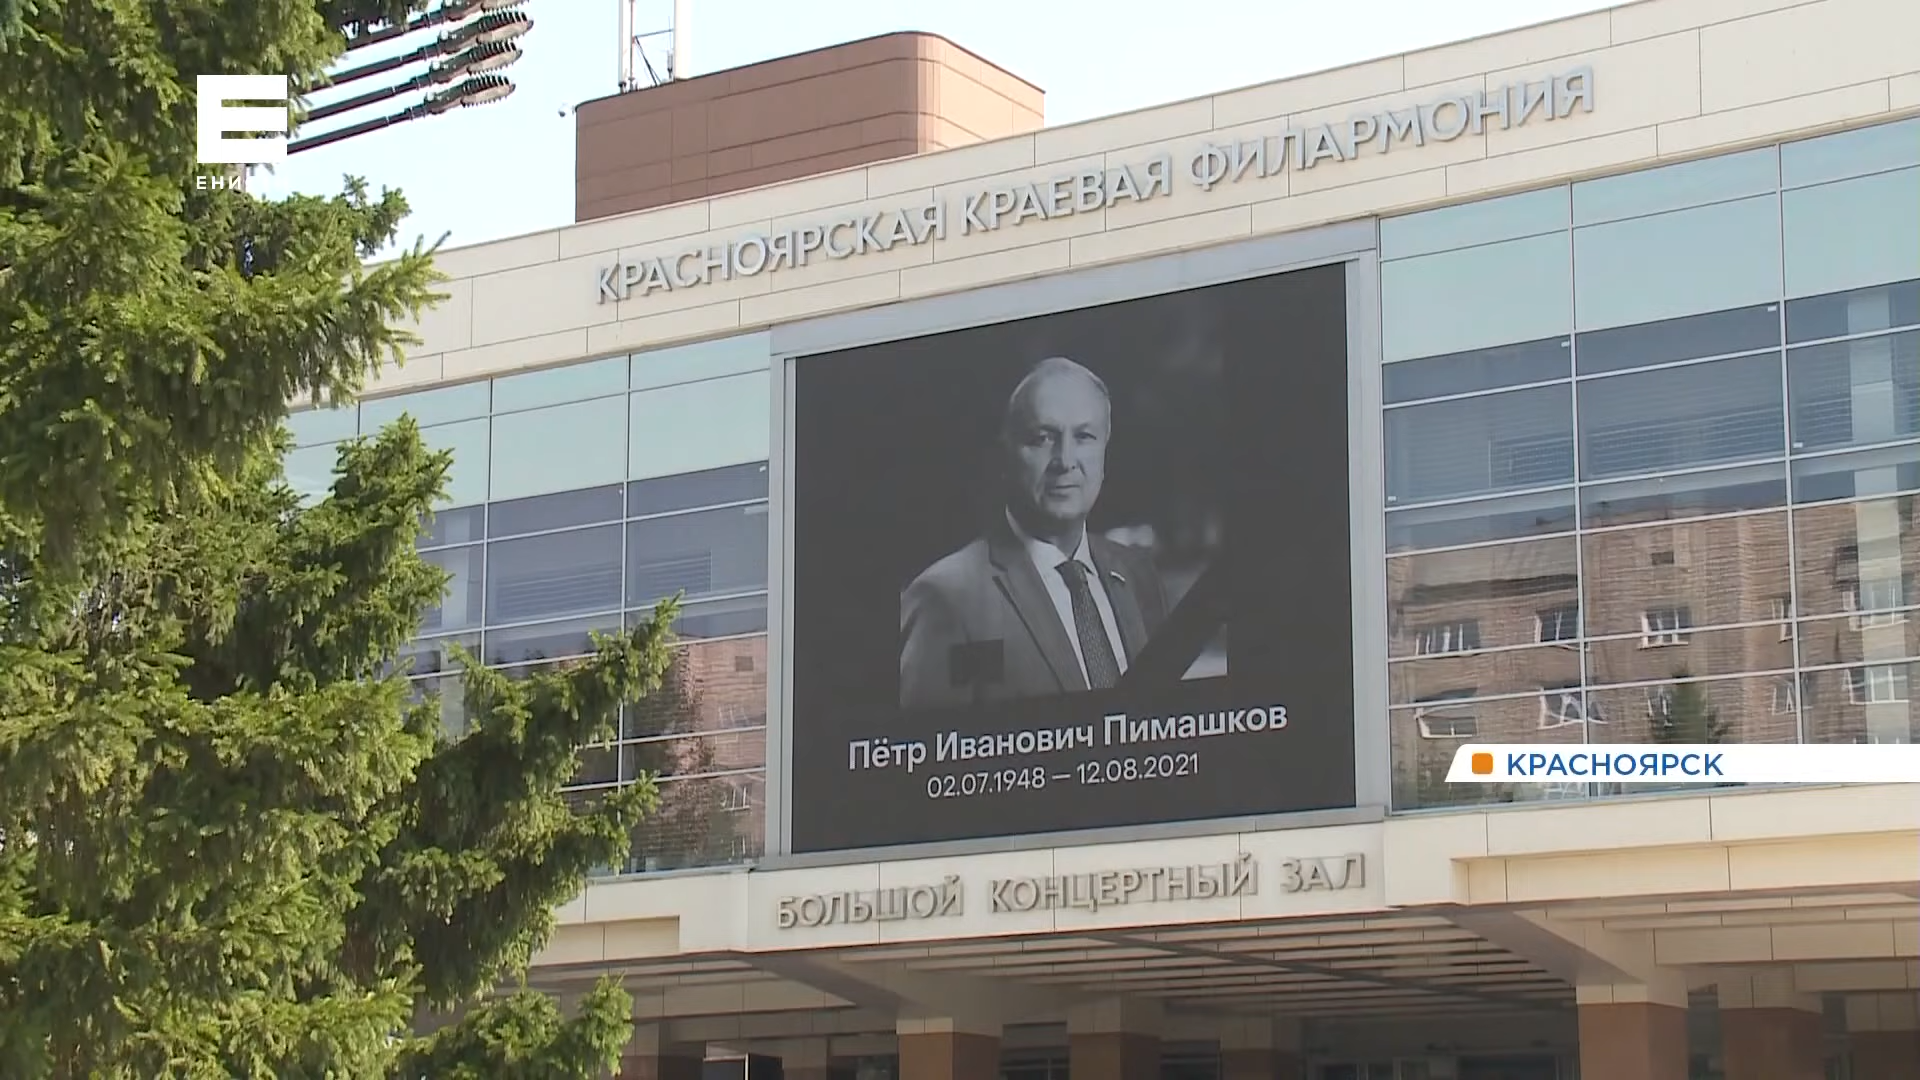 КРАСНОЯРСКАЯ КРАЕВАЯ ФИЛАРМОНИЯ
Пётр Иванович Пимашков
02.07.1948 — 12.08.2021
КРАСНОЯРСК
БОЛЬШОЙ КОНЦЕРТНЫЙ ЗАЛ